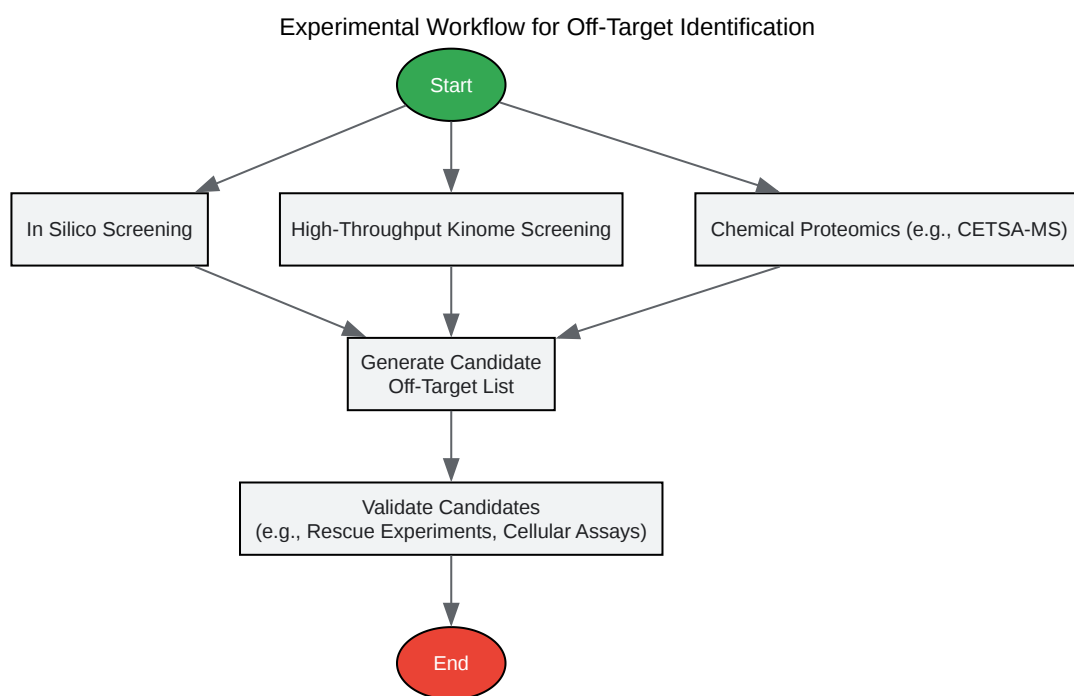 Experimental Workflow for Off-Target Identification
Start
In Silico Screening
High-Throughput Kinome Screening
Chemical Proteomics (e.g., CETSA-MS)
Generate Candidate
Off-Target List
Validate Candidates
(e.g., Rescue Experiments, Cellular Assays)
End